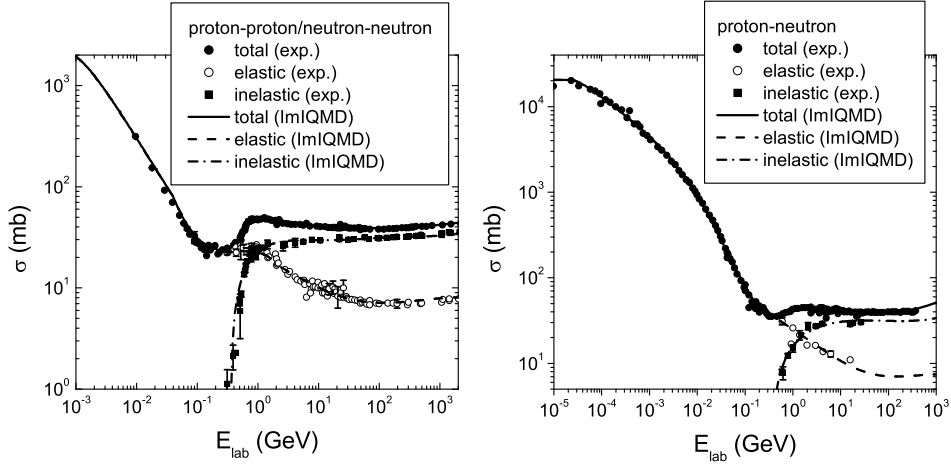 proton-proton/neutron-neutron
total (exp.)
elastic (exp.)
inelastic (exp.)
total (ImIQMD)
elastic (ImIQMD)
inelastic (ImIQMD)
10³
10²
10¹
10⁰
σ (mb)
10⁻³ 10⁻² 10⁻¹ 10⁰ 10¹ 10² 10³
E_lab (GeV)
proton-neutron
total (exp.)
elastic (exp.)
inelastic (exp.)
total (ImIQMD)
elastic (ImIQMD)
inelastic (ImIQMD)
10⁴
10³
10²
10¹
σ (mb)
10⁻⁵ 10⁻⁴ 10⁻³ 10⁻² 10⁻¹ 10⁰ 10¹ 10² 10³
E_lab (GeV)